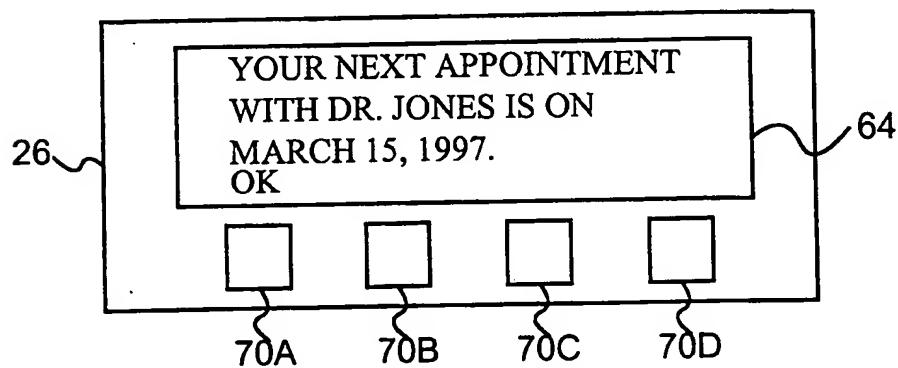 YOUR NEXT APPOINTMENT
WITH DR. JONES IS ON
MARCH 15, 1997.
OK
26
64
70A
70B
70C
70D